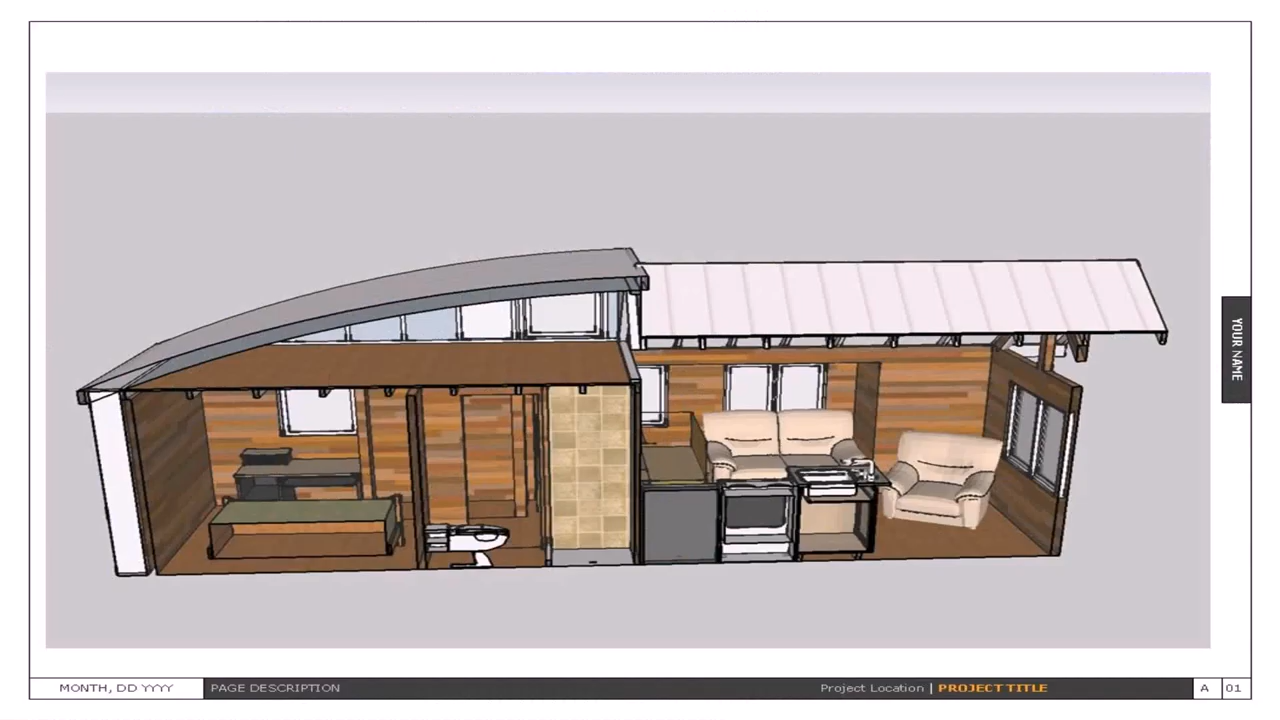 YOUR NAME
MONTH, DD YYYY
PAGE DESCRIPTION
Project Location | PROJECT TITLE
A 01